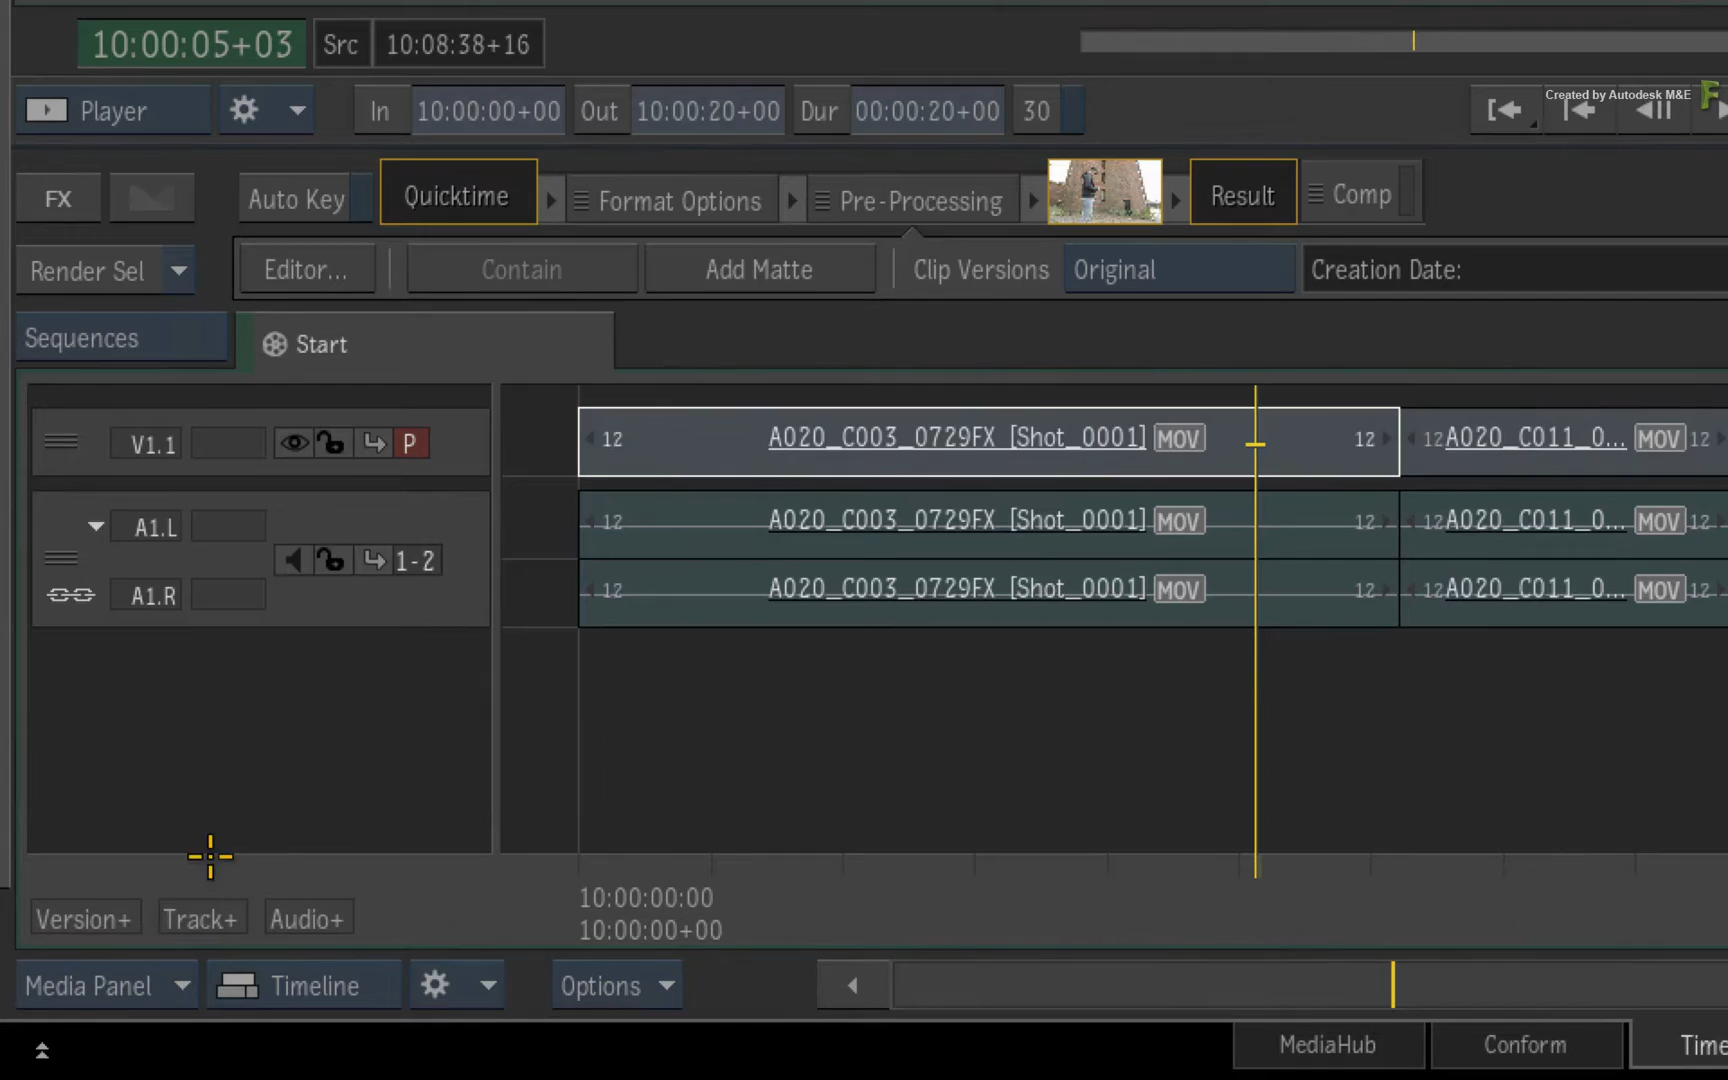 10:00:05+03 Src 10:08:38+16
Player In 10:00:00+00 Out 10:00:20+00 Dur 00:00:20+00 30 Created by Autodesk M&E
FX Auto Key Quicktime Format Options Pre-Processing Result Comp
Render Sel Editor... Contain Add Matte Clip Versions Original Creation Date:
Sequences Start
V1.1 P 12 A020_C003_0729FX [Shot_0001] MOV 12 12 A020_C011_0... MOV 12
A1.L 12 A020_C003_0729FX [Shot_0001] MOV 12 12 A020_C011_0... MOV 12
1-2
A1.R 12 A020_C003_0729FX [Shot_0001] MOV 12 12 A020_C011_0... MOV 12
10:00:00:00
Version+ Track+ Audio+ 10:00:00+00
Media Panel Timeline Options
MediaHub Conform Time